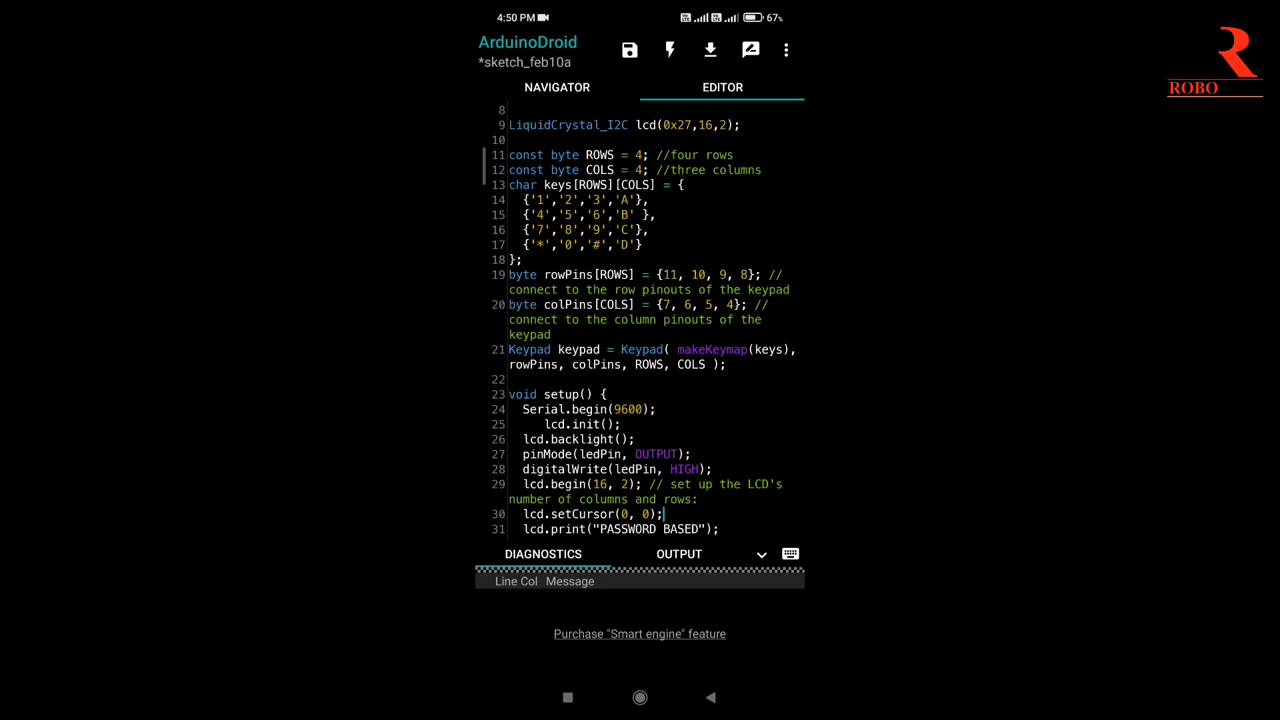 4:50 PM
67%
ArduinoDroid
*sketch_feb10a
ROBO
NAVIGATOR
EDITOR
8
9 LiquidCrystal_I2C lcd(0x27,16,2);
10
11 const byte ROWS = 4; //four rows
12 const byte COLS = 4; //three columns
13 char keys[ROWS][COLS] = {
14 {'1','2','3','A'},
15 {'4','5','6','B' },
16 {'7','8','9','C'},
17 {'*','0','#','D'}
18 };
19 byte rowPins[ROWS] = {11, 10, 9, 8}; //
connect to the row pinouts of the keypad
20 byte colPins[COLS] = {7, 6, 5, 4}; //
connect to the column pinouts of the
keypad
21 Keypad keypad = Keypad( makeKeymap(keys),
rowPins, colPins, ROWS, COLS );
22
23 void setup() {
24 Serial.begin(9600);
25 lcd.init();
26 lcd.backlight();
27 pinMode(ledPin, OUTPUT);
28 digitalWrite(ledPin, HIGH);
29 lcd.begin(16, 2); // set up the LCD's
number of columns and rows:
30 lcd.setCursor(0, 0);
31 lcd.print("PASSWORD BASED");
DIAGNOSTICS
OUTPUT
Line Col Message
Purchase "Smart engine" feature